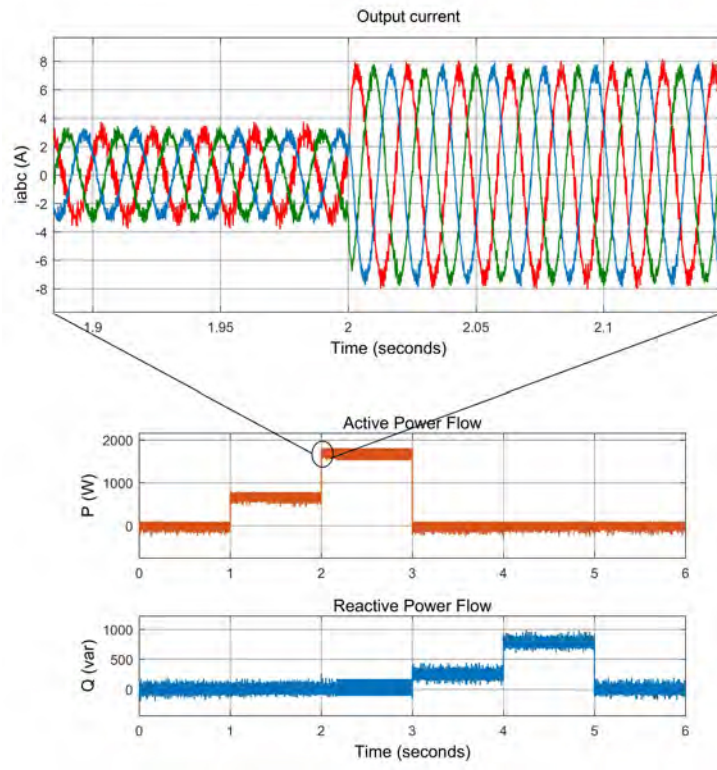 Output current
8
6
4
2
0
-2
-4
-6
-8
iabc (A)
1.9 1.95 2 2.05 2.1
Time (seconds)
Active Power Flow
2000
1000
0
P (W)
0 1 2 3 4 5 6
Reactive Power Flow
1000
500
0
Q (var)
0 1 2 3 4 5 6
Time (seconds)